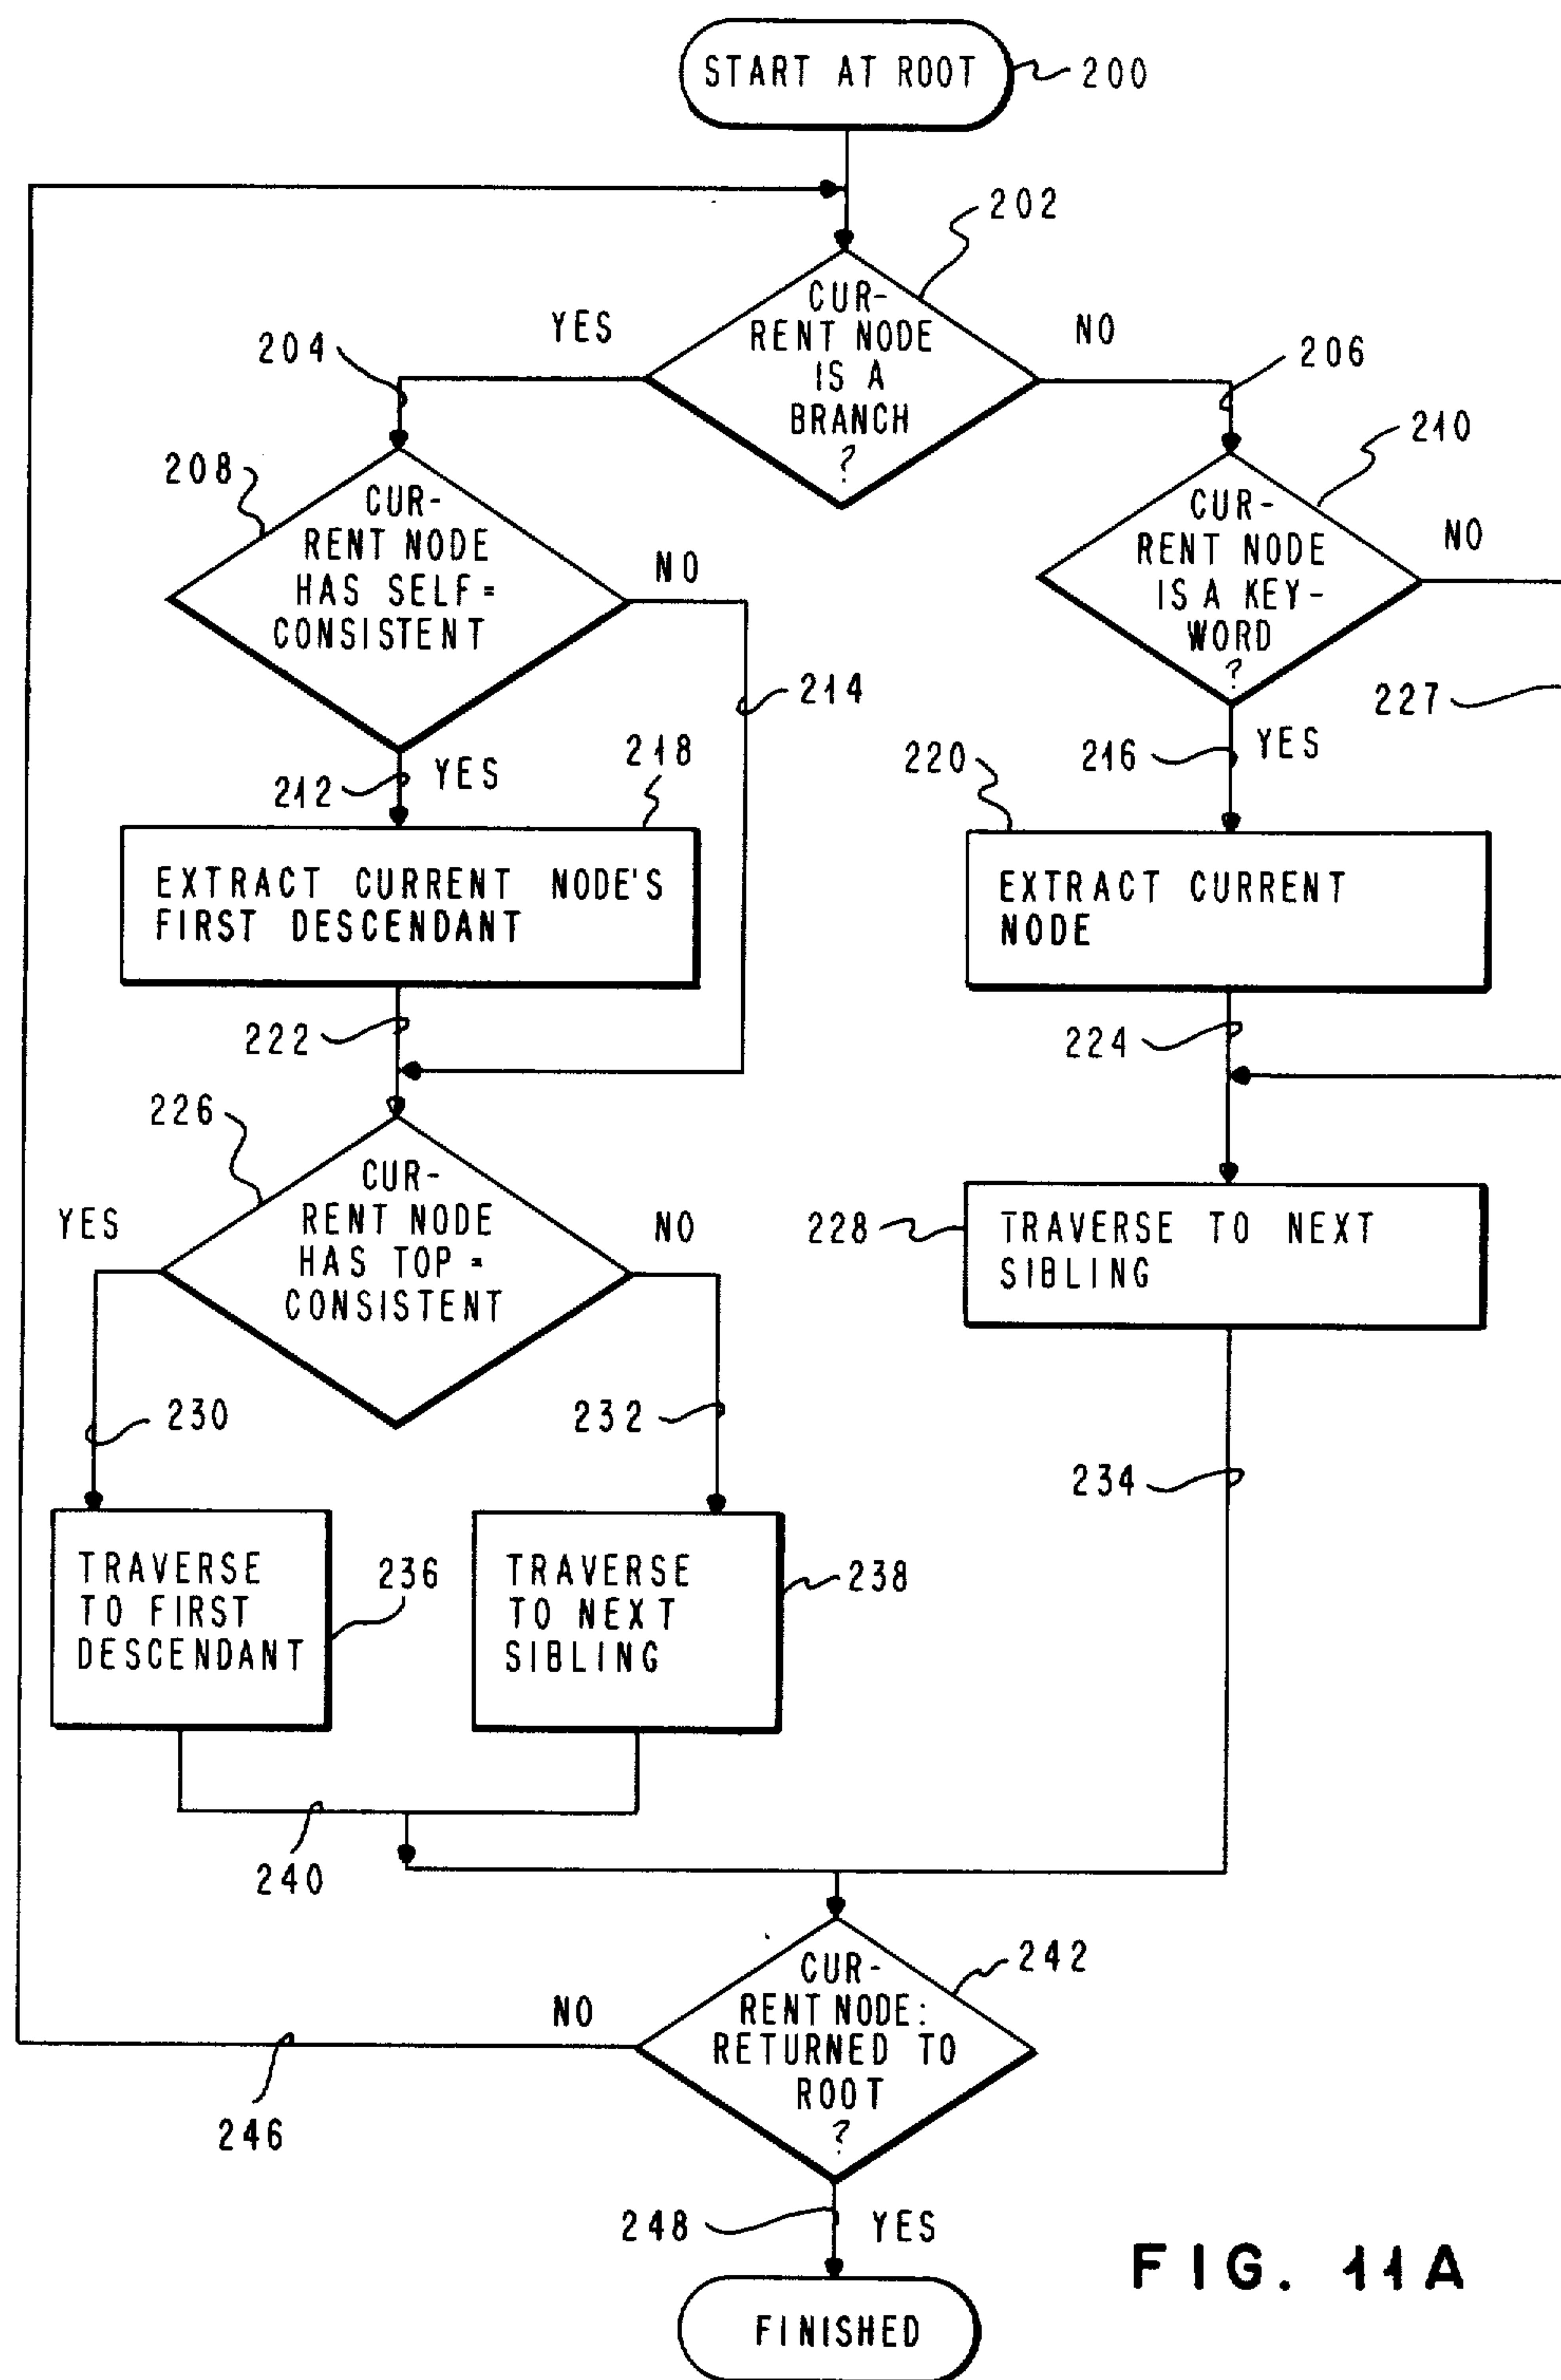 START AT ROOT
200
202
CUR-
RENT NODE
IS A
BRANCH
?
YES
NO
204
206
208
CUR-
RENT NODE
HAS SELF=
CONSISTENT
NO
210
CUR-
RENT NODE
IS A KEY-
WORD
?
NO
214
227
212
YES
218
216
YES
220
EXTRACT CURRENT NODE'S
FIRST DESCENDANT
EXTRACT CURRENT
NODE
222
224
226
CUR-
RENT NODE
HAS TOP =
CONSISTENT
YES
NO
228
TRAVERSE TO NEXT
SIBLING
230
232
234
TRAVERSE
TO FIRST
DESCENDANT
236
TRAVERSE
TO NEXT
SIBLING
238
240
242
CUR-
RENT NODE:
RETURNED TO
ROOT
?
NO
246
248
YES
FINISHED
FIG. 11A